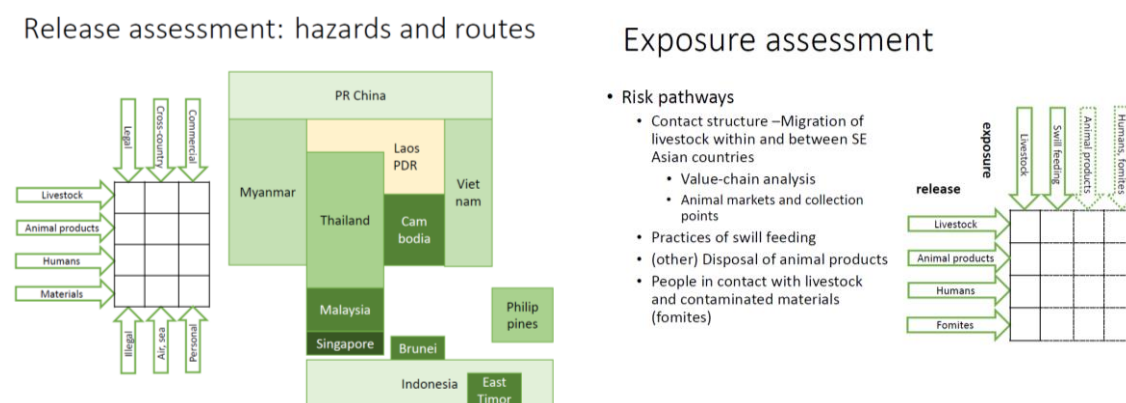 Release assessment: hazards and routes
Legal
Cross-country
Commercial
Livestock
Animal products
Humans
Materials
Illegal
Air, sea
Personal
PR China
Myanmar
Laos
PDR
Thailand
Viet
nam
Cam
bodia
Malaysia
Singapore
Brunei
Philip
pines
Indonesia
East
Timor
Exposure assessment
• Risk pathways
• Contact structure –Migration of
livestock within and between SE
Asian countries
• Value-chain analysis
• Animal markets and collection
points
• Practices of swill feeding
• (other) Disposal of animal products
• People in contact with livestock
and contaminated materials
(fomites)
exposure
release
Livestock
Swill feeding
Animal products
Humans, fomites
Livestock
Animal products
Humans
Fomites